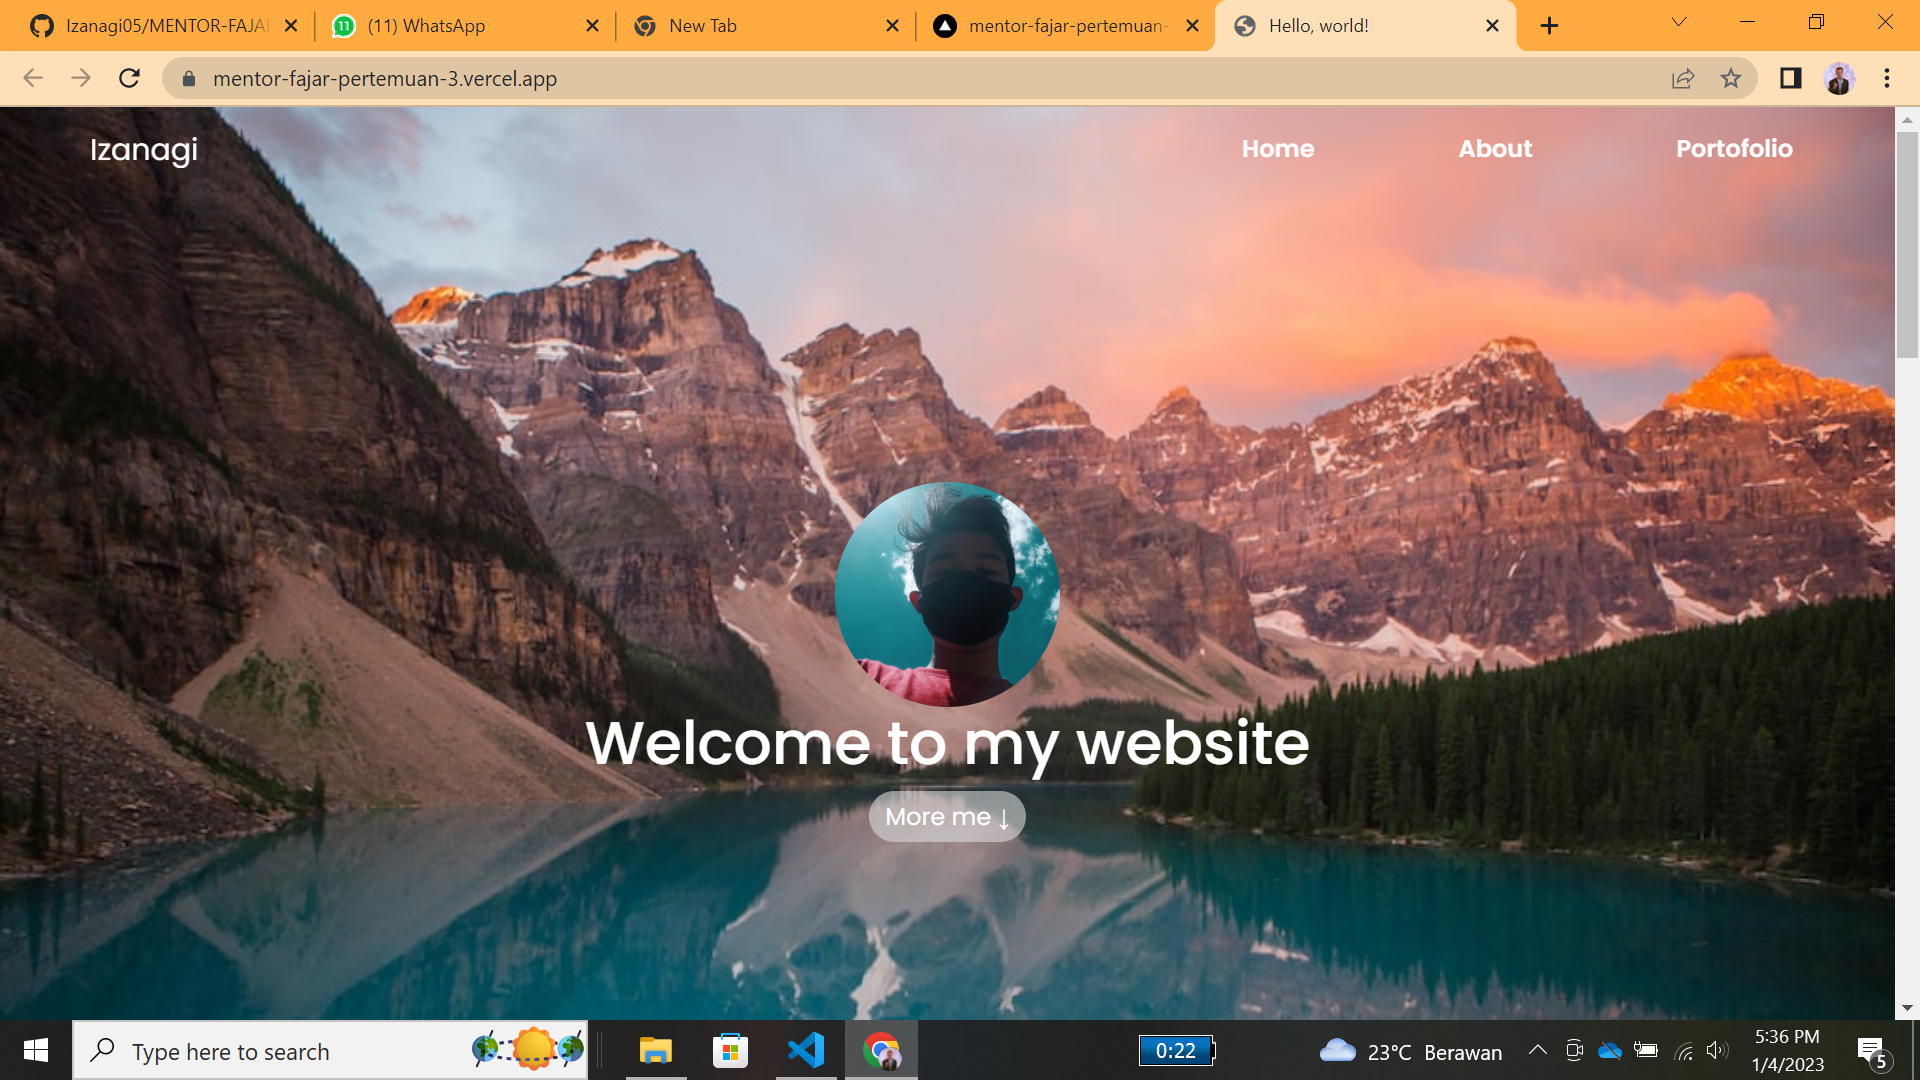 Izanagi05/MENTOR-FAJAR
11
(11) WhatsApp
New Tab
mentor-fajar-pertemuan-
Hello, world!
mentor-fajar-pertemuan-3.vercel.app
Izanagi
Home
About
Portofolio
Welcome to my website
More me ↓
Type here to search
0:22
23°C Berawan
5:36 PM
1/4/2023
5